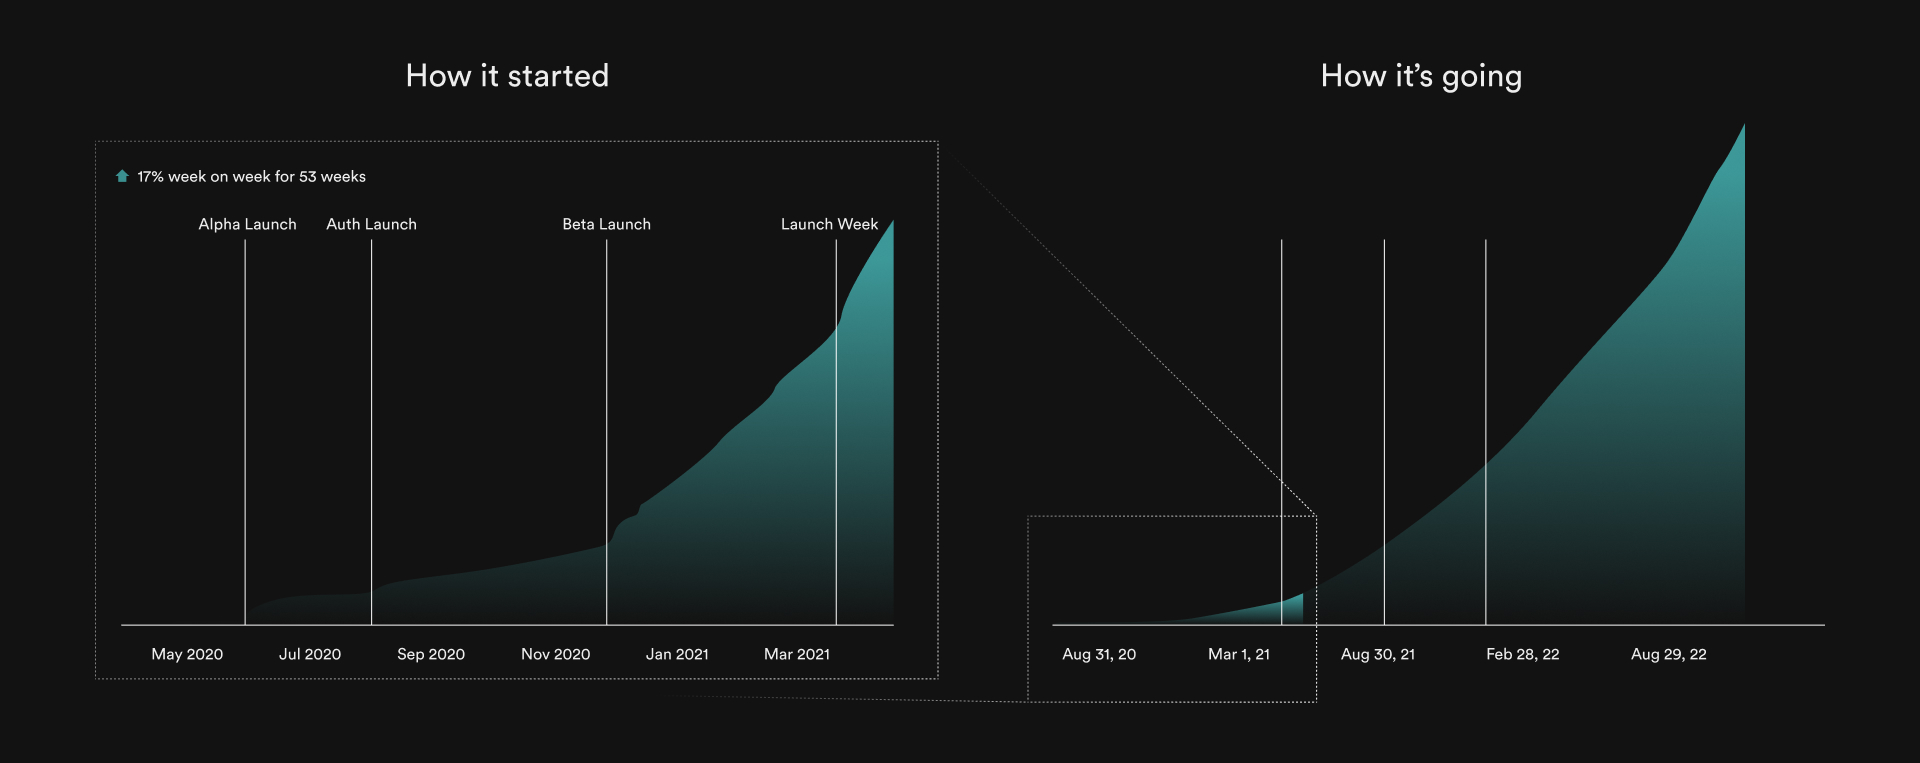 How it started
17% week on week for 53 weeks
Alpha Launch
Auth Launch
Beta Launch
Launch Week
May 2020
Jul 2020
Sep 2020
Nov 2020
Jan 2021
Mar 2021
How it’s going
Aug 31, 20
Mar 1, 21
Aug 30, 21
Feb 28, 22
Aug 29, 22